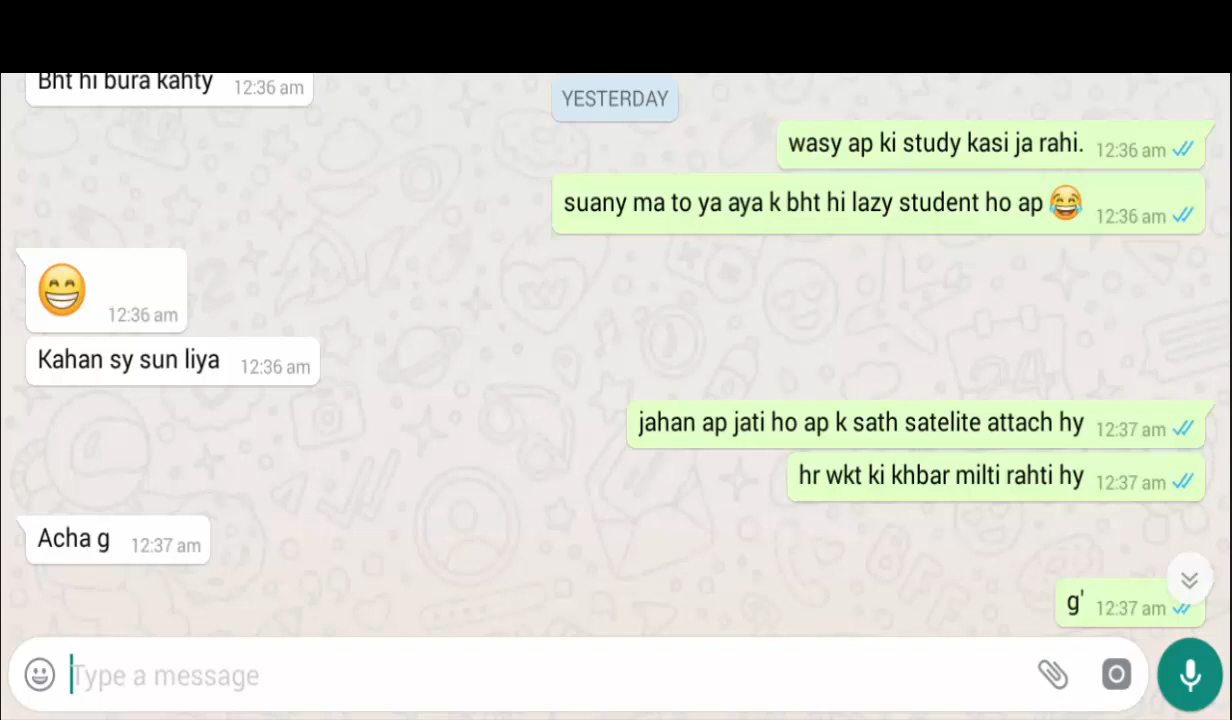 Bht hi bura kahty 12:36 am
YESTERDAY
wasy ap ki study kasi ja rahi. 12:36 am
suany ma to ya aya k bht hi lazy student ho ap 😂 12:36 am
😁 12:36 am
Kahan sy sun liya 12:36 am
jahan ap jati ho ap k sath satelite attach hy 12:37 am
hr wkt ki khbar milti rahti hy 12:37 am
Acha g 12:37 am
g' 12:37 am
Type a message